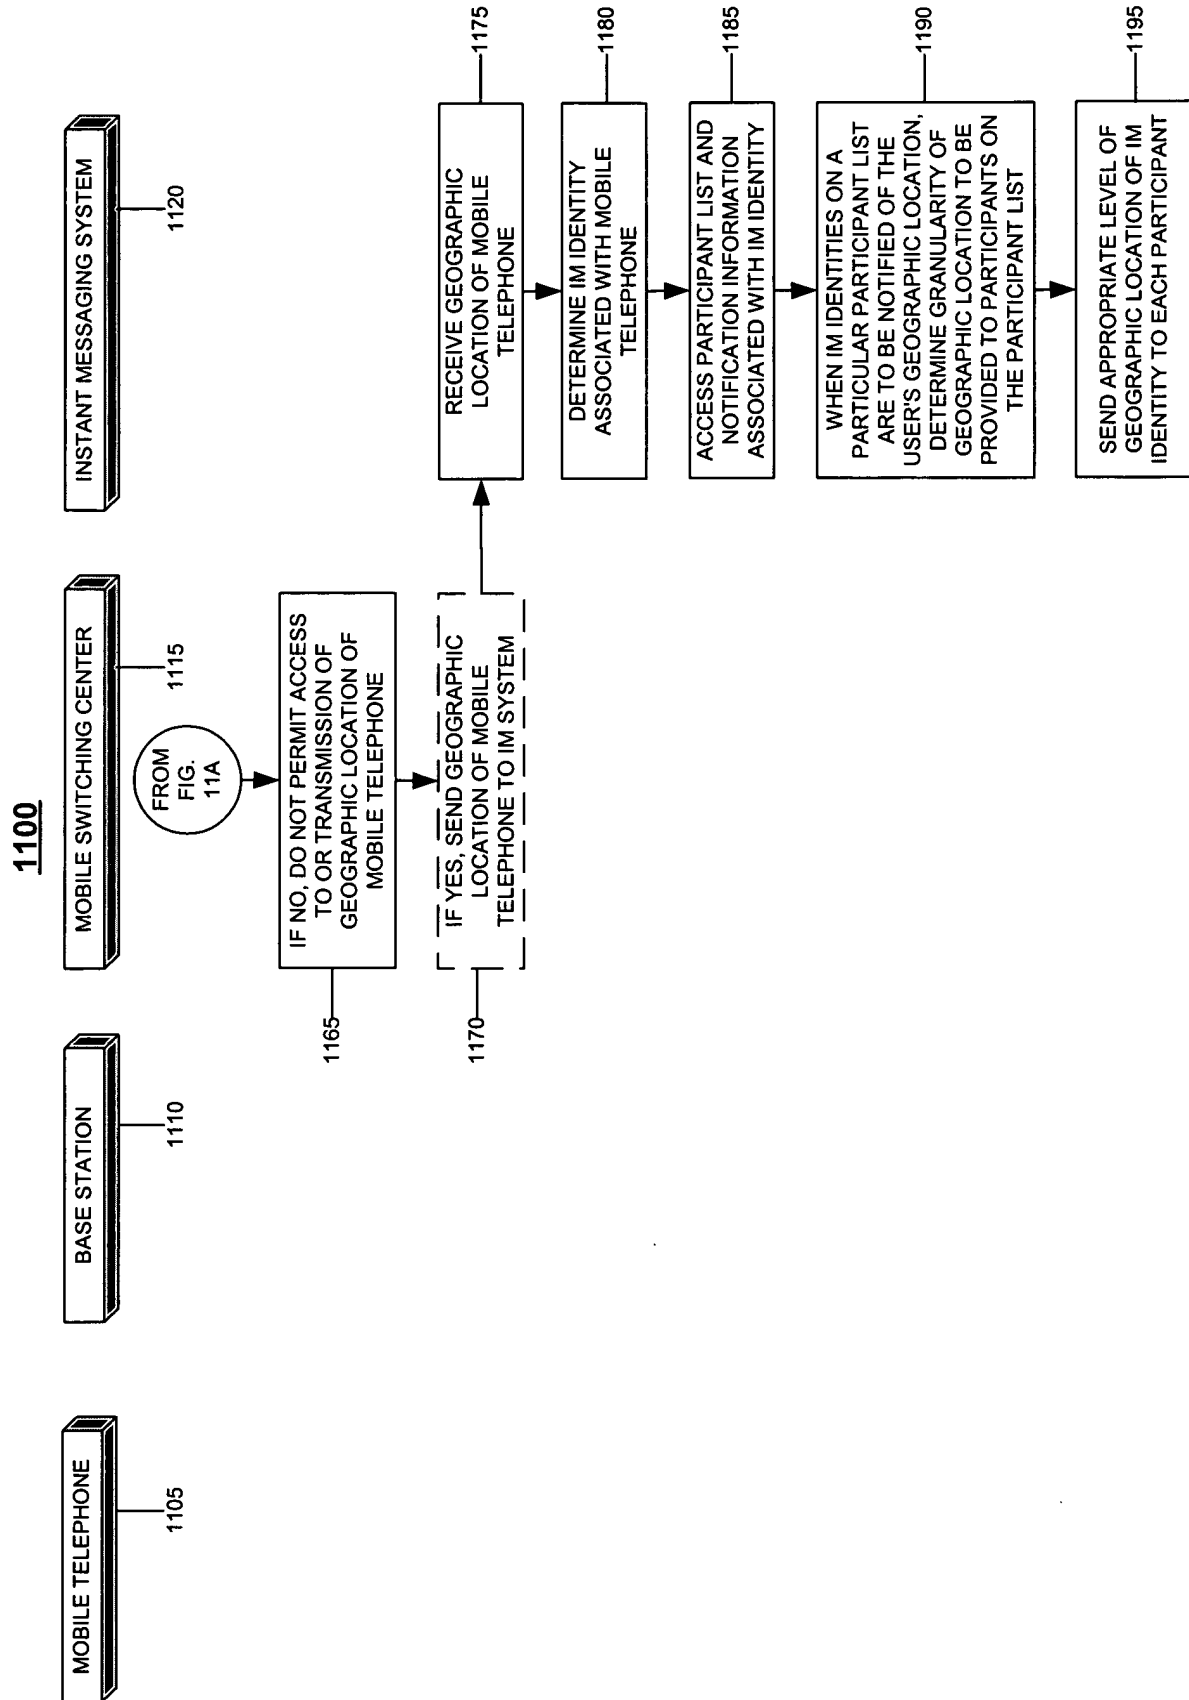 1100
MOBILE TELEPHONE
1105
BASE STATION
1110
MOBILE SWITCHING CENTER
1115
INSTANT MESSAGING SYSTEM
1120
FROM
FIG.
11A
IF NO, DO NOT PERMIT ACCESS
TO OR TRANSMISSION OF
GEOGRAPHIC LOCATION OF
MOBILE TELEPHONE
1165
IF YES, SEND GEOGRAPHIC
LOCATION OF MOBILE
TELEPHONE TO IM SYSTEM
1170
RECEIVE GEOGRAPHIC
LOCATION OF MOBILE
TELEPHONE
1175
DETERMINE IM IDENTITY
ASSOCIATED WITH MOBILE
TELEPHONE
1180
ACCESS PARTICIPANT LIST AND
NOTIFICATION INFORMATION
ASSOCIATED WITH IM IDENTITY
1185
WHEN IM IDENTITIES ON A
PARTICULAR PARTICIPANT LIST
ARE TO BE NOTIFIED OF THE
USER'S GEOGRAPHIC LOCATION,
DETERMINE GRANULARITY OF
GEOGRAPHIC LOCATION TO BE
PROVIDED TO PARTICIPANTS ON
THE PARTICIPANT LIST
1190
SEND APPROPRIATE LEVEL OF
GEOGRAPHIC LOCATION OF IM
IDENTITY TO EACH PARTICIPANT
1195